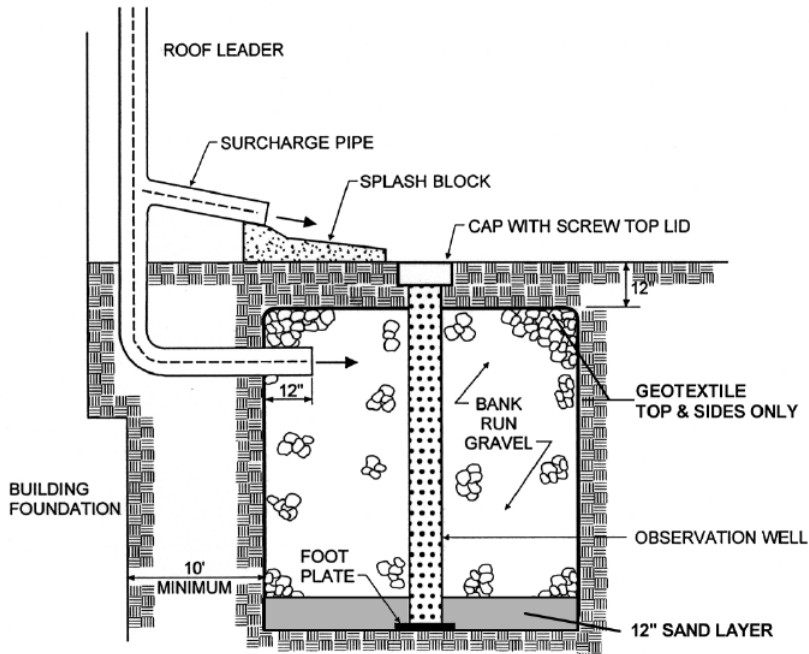 ROOF LEADER
SURCHARGE PIPE
SPLASH BLOCK
CAP WITH SCREW TOP LID
12"
12"
GEOTEXTILE
TOP & SIDES ONLY
BANK
RUN
GRAVEL
BUILDING
FOUNDATION
OBSERVATION WELL
FOOT
PLATE
10'
MINIMUM
12" SAND LAYER